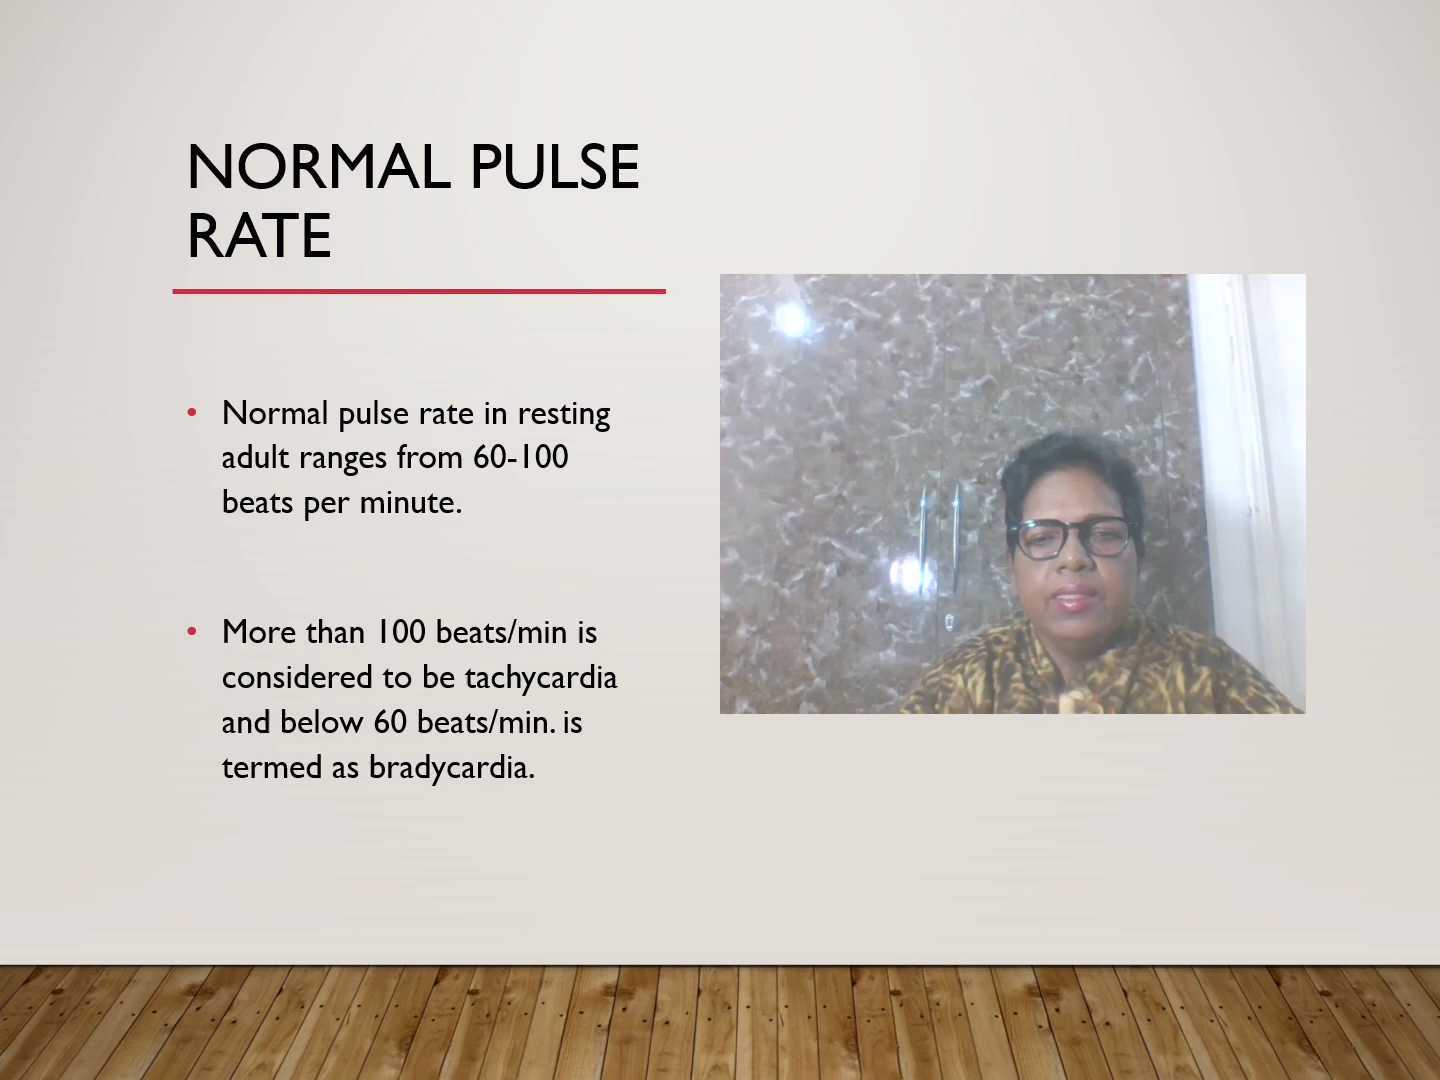 NORMAL PULSE
RATE
• Normal pulse rate in resting
adult ranges from 60-100
beats per minute.
• More than 100 beats/min is
considered to be tachycardia
and below 60 beats/min. is
termed as bradycardia.